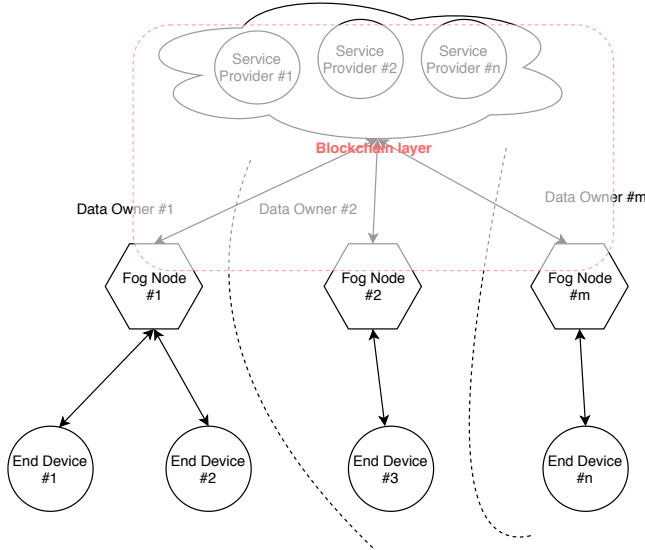 Service
Provider #1
Service
Provider #2
Service
Provider #n
Blockchain layer
Data Owner #1
Data Owner #2
Data Owner #m
Fog Node
#1
Fog Node
#2
Fog Node
#m
End Device
#1
End Device
#2
End Device
#3
End Device
#n